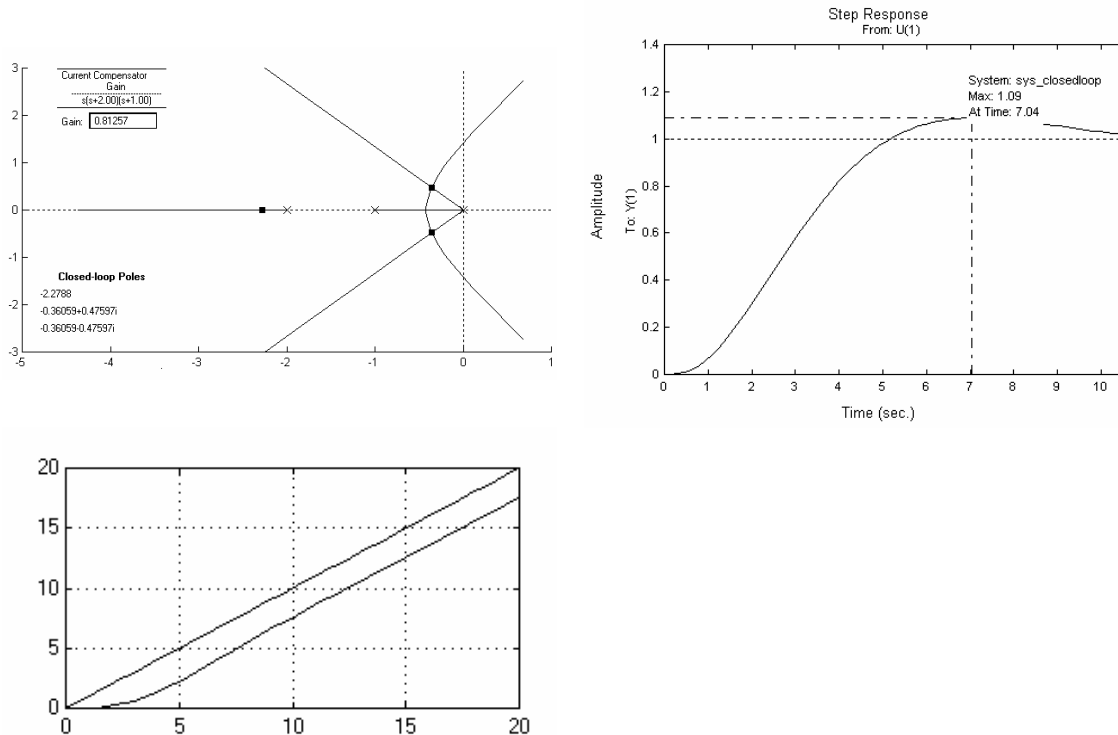 Current Compensator
Gain
s(s+2.00)(s+1.00)
Gain: 0.81257
3
2
1
0
-1
-2
-3
-5
-4
-3
-2
-1
0
1
Closed-loop Poles
-2.2788
-0.36059+0.47597i
-0.36059-0.47597i
Step Response
From: U(1)
System: sys_closedloop
Max: 1.09
At Time: 7.04
Amplitude
To: Y(1)
1.4
1.2
1
0.8
0.6
0.4
0.2
0
0 1 2 3 4 5 6 7 8 9 10
Time (sec.)
20
15
10
5
0
0 5 10 15 20